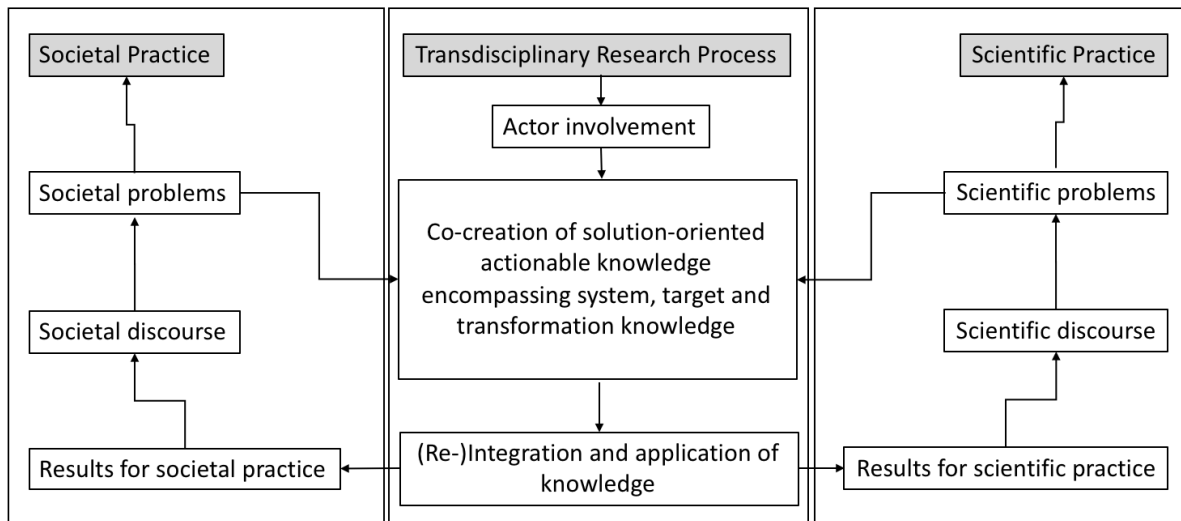 Societal Practice
Societal problems
Societal discourse
Results for societal practice
Transdisciplinary Research Process
Actor involvement
Co-creation of solution-oriented
actionable knowledge
encompassing system, target and
transformation knowledge
(Re-)Integration and application of
knowledge
Scientific Practice
Scientific problems
Scientific discourse
Results for scientific practice